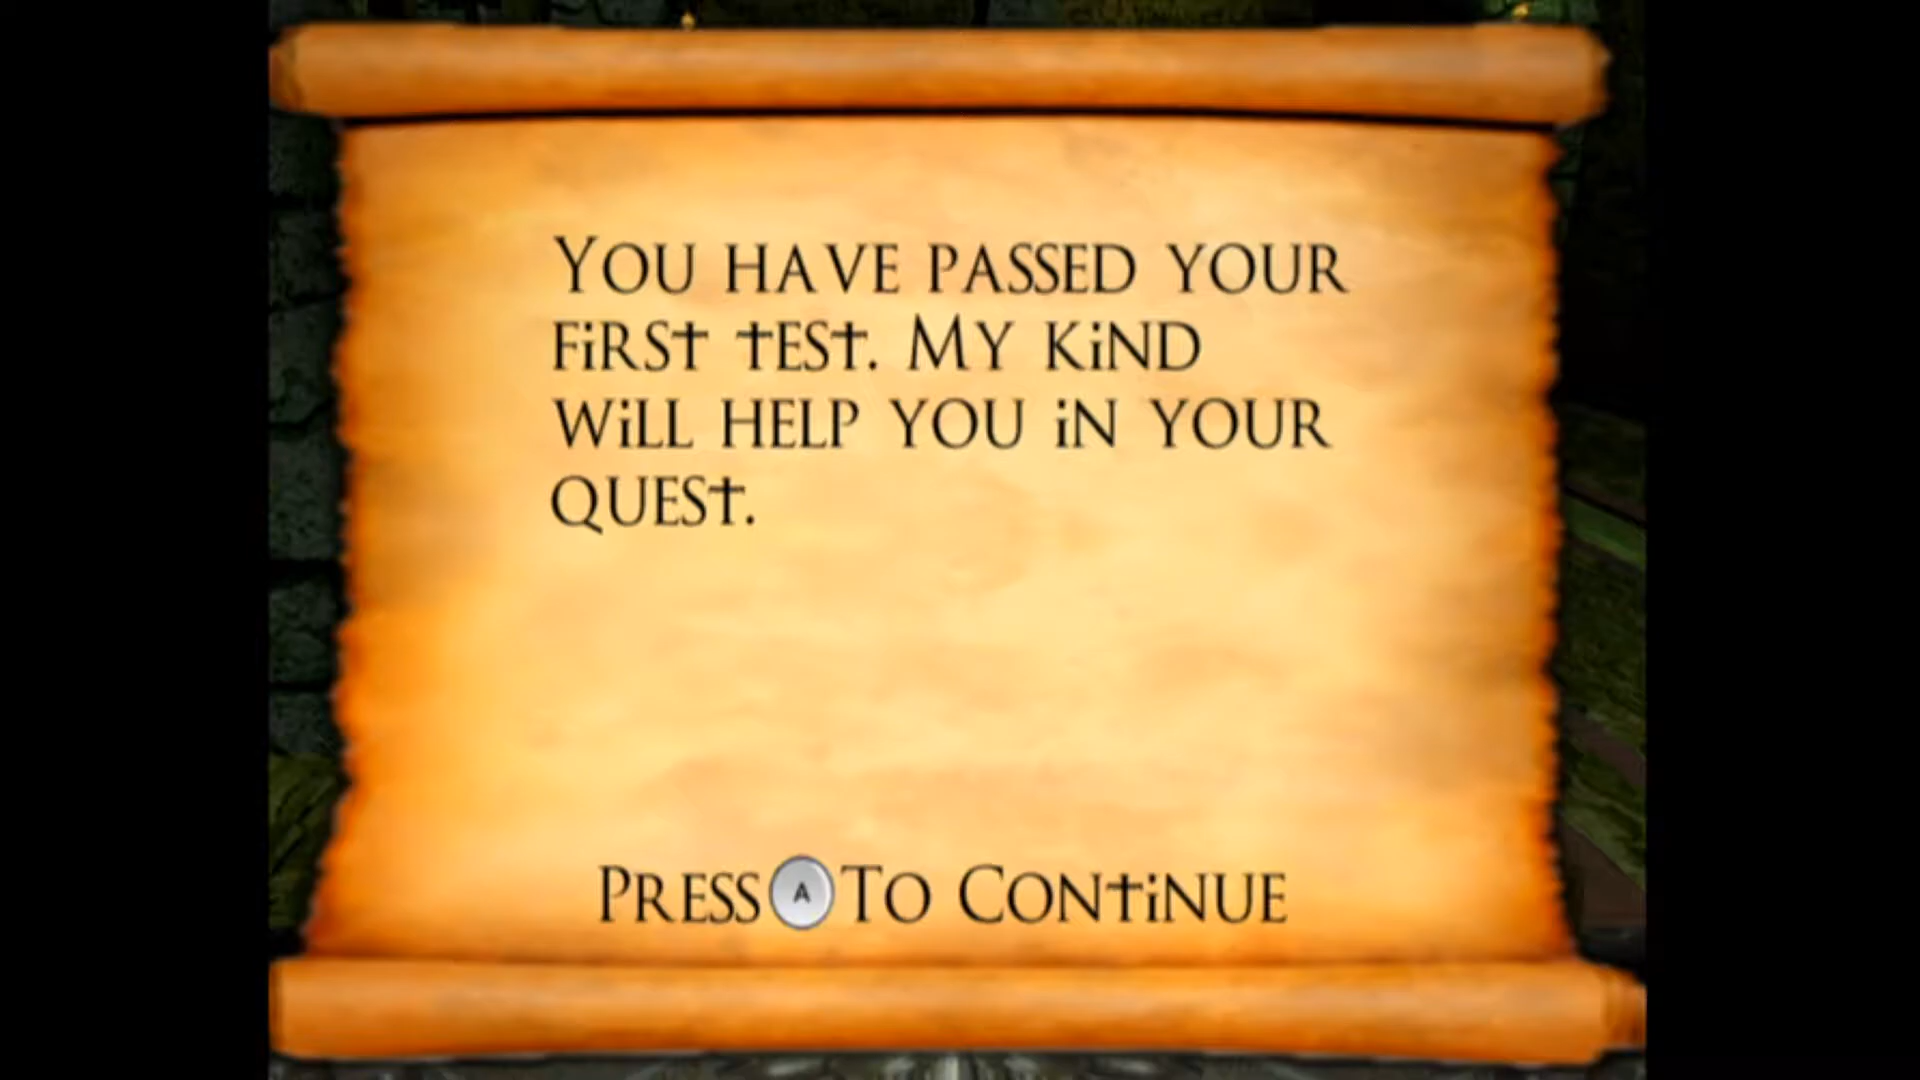 You have passed your
first test. My kind
will help you in your
quest.
Press A To Continue